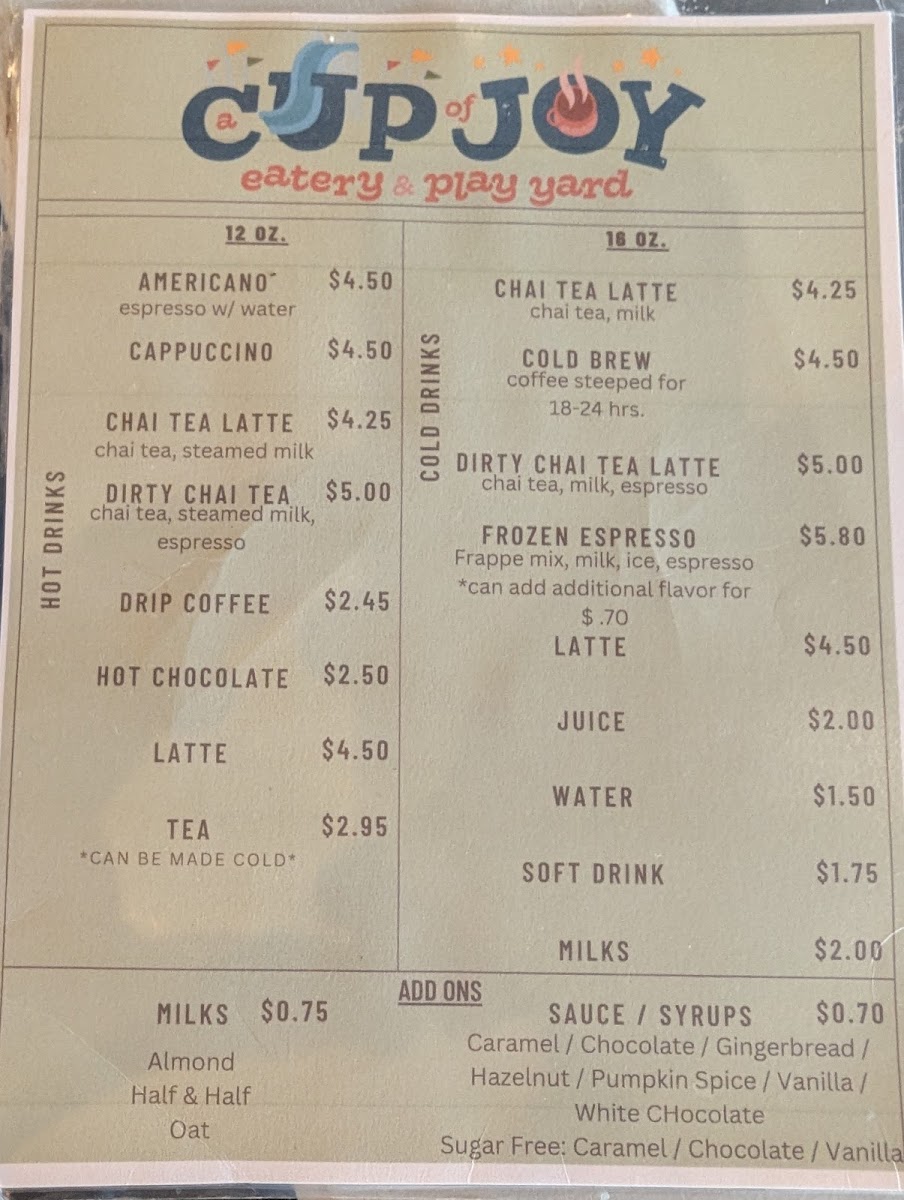 a CUP of JOY
eatery & play yard
12 OZ.
HOT DRINKS
AMERICANO* $4.50
espresso w/ water
CAPPUCCINO $4.50
CHAI TEA LATTE $4.25
chai tea, steamed milk
DIRTY CHAI TEA $5.00
chai tea, steamed milk,
espresso
DRIP COFFEE $2.45
HOT CHOCOLATE $2.50
LATTE $4.50
TEA $2.95
*CAN BE MADE COLD*
16 OZ.
COLD DRINKS
CHAI TEA LATTE $4.25
chai tea, milk
COLD BREW $4.50
coffee steeped for
18-24 hrs.
DIRTY CHAI TEA LATTE $5.00
chai tea, milk, espresso
FROZEN ESPRESSO $5.80
Frappe mix, milk, ice, espresso
*can add additional flavor for
$ .70
LATTE $4.50
JUICE $2.00
WATER $1.50
SOFT DRINK $1.75
MILKS $2.00
ADD ONS
MILKS $0.75
Almond
Half & Half
Oat
SAUCE / SYRUPS $0.70
Caramel / Chocolate / Gingerbread /
Hazelnut / Pumpkin Spice / Vanilla /
White CHocolate
Sugar Free: Caramel / Chocolate / Vanilla